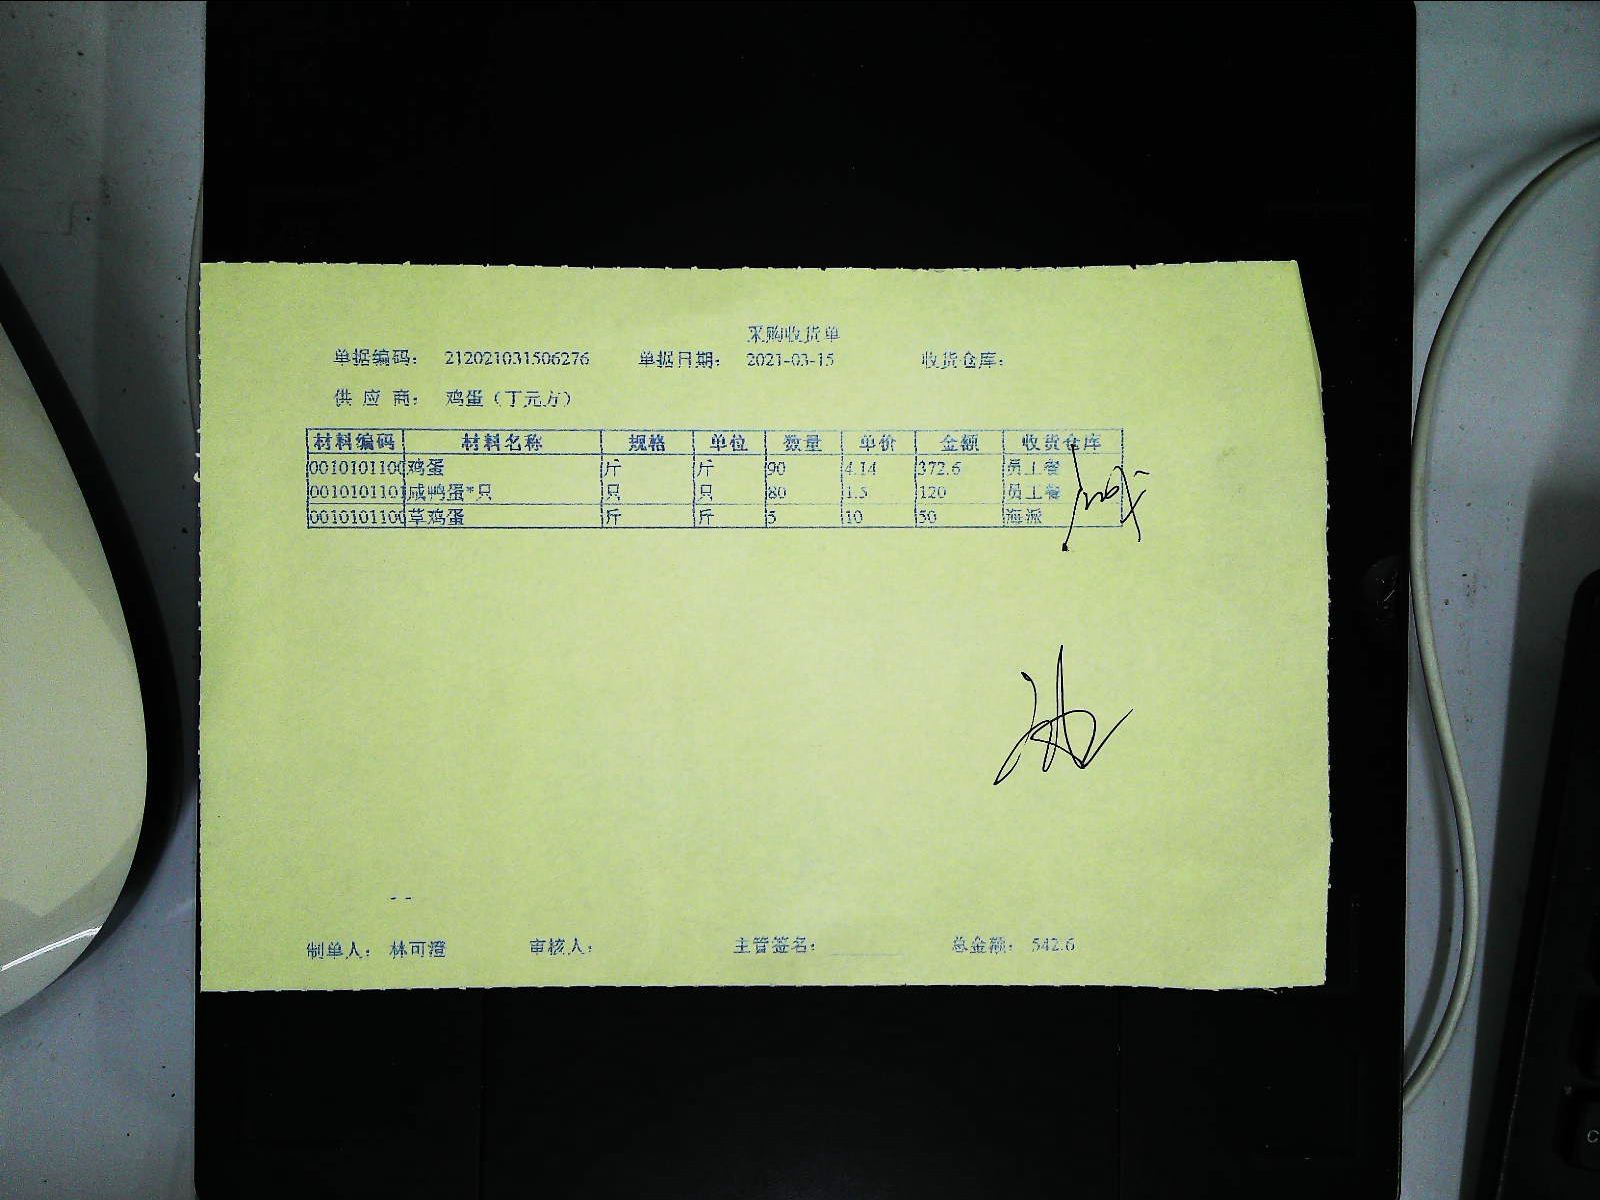 采购收货单
单据编码： 212021031506276 单据日期： 2021-03-15 收货仓库：
供 应 商： 鸡蛋（丁元方）
材料编码 材料名称 规格 单位 数量 单价 金额 收货仓库
0010101100 鸡蛋 斤 斤 90 4.14 372.6 员工餐
0010101101 咸鸭蛋*只 只 只 80 1.5 120 员工餐
0010101100 草鸡蛋 斤 斤 5 10 50 海派
- -
制单人： 林可澄 审核人： 主管签名： 总金额： 542.6